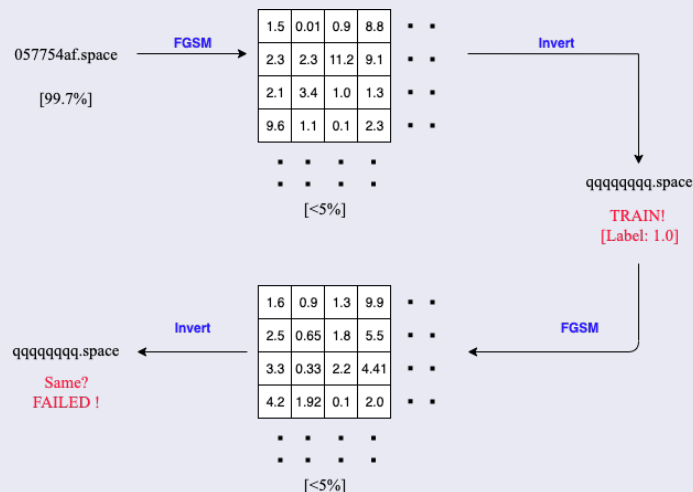 057754af.space
[99.7%]
FGSM
1.5 0.01 0.9 8.8
2.3 2.3 11.2 9.1
2.1 3.4 1.0 1.3
9.6 1.1 0.1 2.3
[<5%]
Invert
qqqqqqqq.space
TRAIN!
[Label: 1.0]
FGSM
1.6 0.9 1.3 9.9
2.5 0.65 1.8 5.5
3.3 0.33 2.2 4.41
4.2 1.92 0.1 2.0
[<5%]
Invert
qqqqqqqq.space
Same?
FAILED !